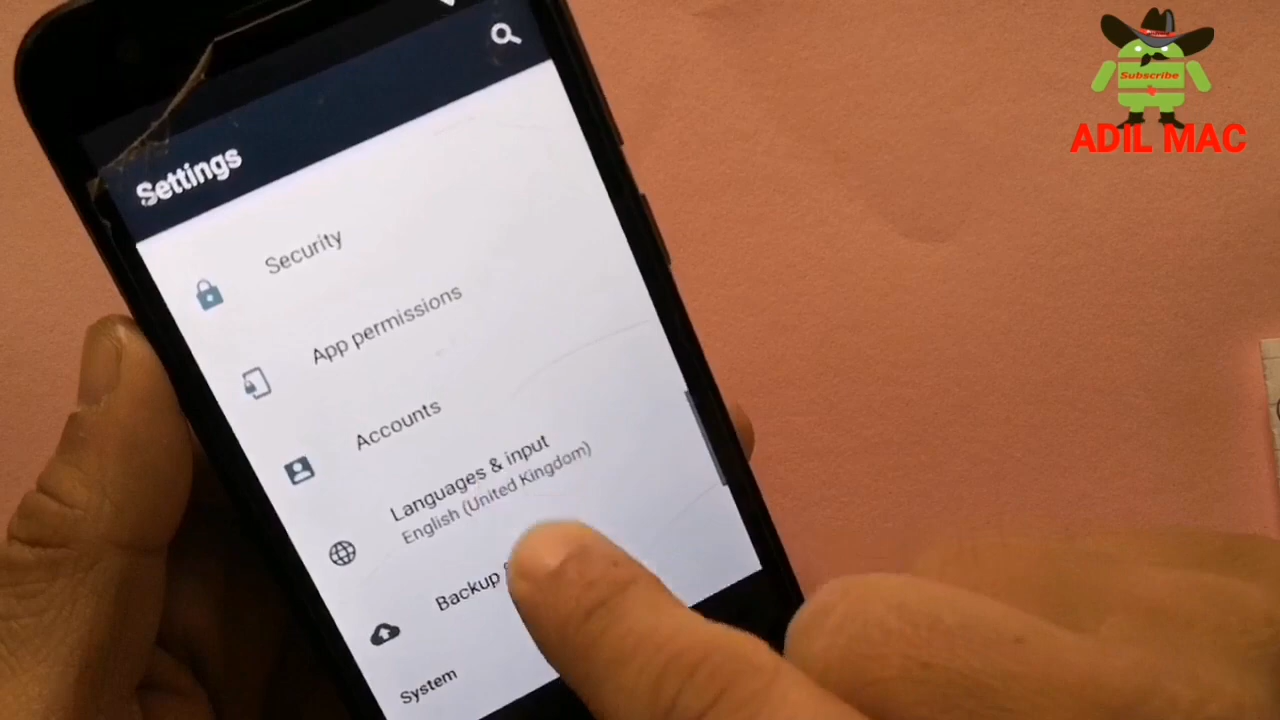 Settings
Security
App permissions
Accounts
Languages & input
English (United Kingdom)
Backup
System
Subscribe
ADIL MAC